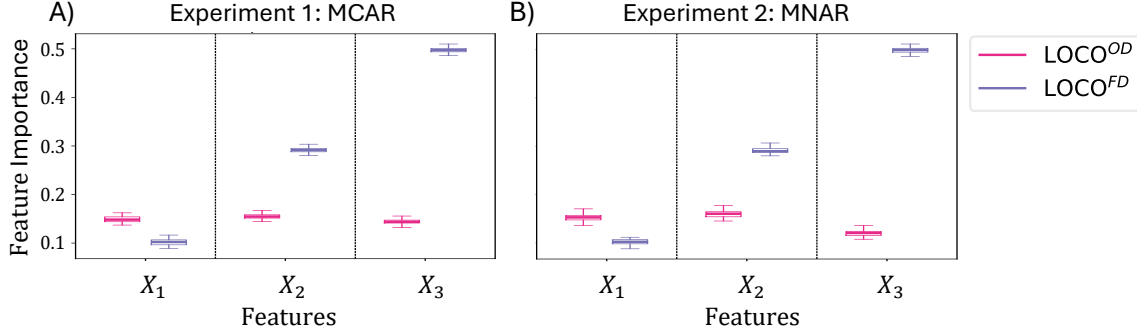 A) Experiment 1: MCAR
B) Experiment 2: MNAR
Feature Importance
0.5
0.4
0.3
0.2
0.1
X₁ X₂ X₃
Features
X₁ X₂ X₃
Features
LOCO^{OD}
LOCO^{FD}